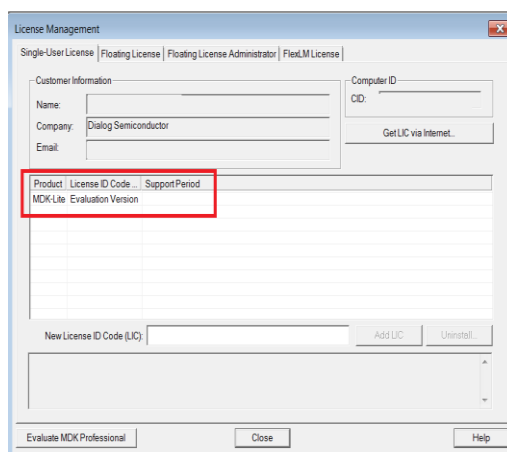 License Management
Single-User License Floating License Floating License Administrator FlexLM License
Customer Information
Name:
Company: Dialog Semiconductor
Email:
Computer ID
CID:
Get LIC via Internet...
Product License ID Code ... Support Period
MDK-Lite Evaluation Version
New License ID Code (LIC):
Add LIC Uninstall...
Evaluate MDK Professional Close Help